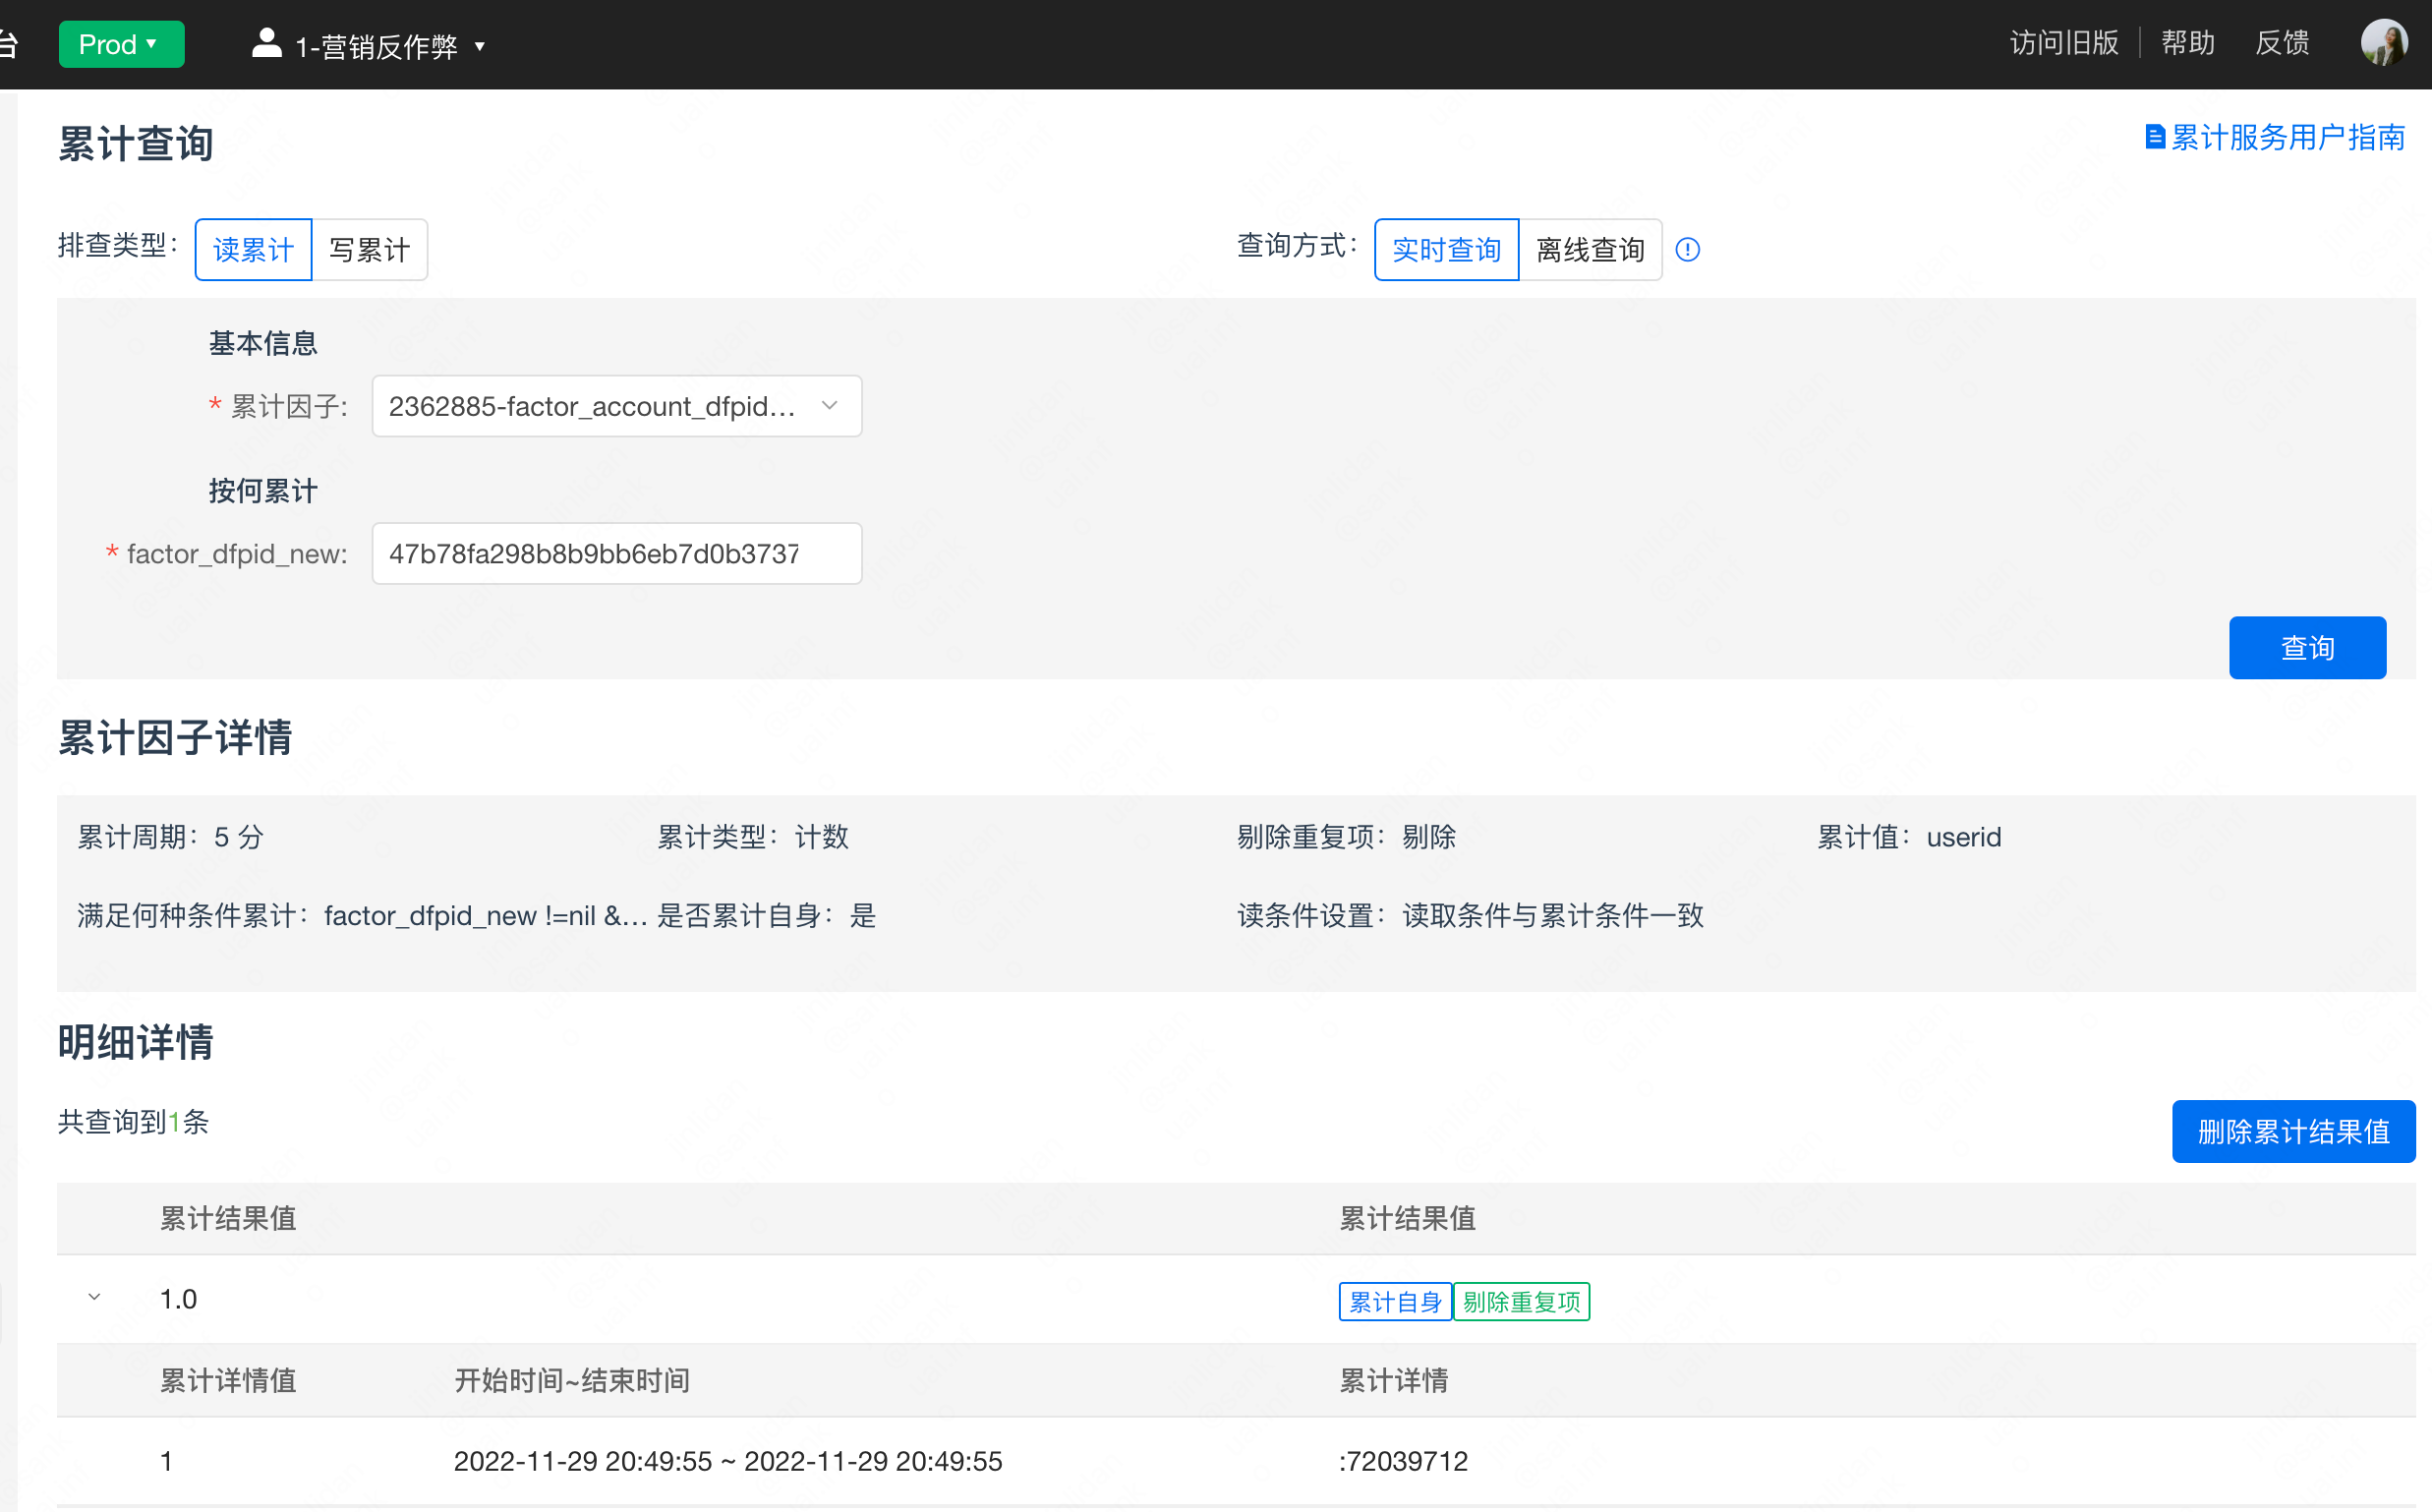 台 Prod 1-营销反作弊 访问旧版 帮助 反馈
累计查询 累计服务用户指南
排查类型： 读累计 写累计 查询方式： 实时查询 离线查询
基本信息
* 累计因子: 2362885-factor_account_dfpid...
按何累计
* factor_dfpid_new: 47b78fa298b8b9bb6eb7d0b3737
查询
累计因子详情
累计周期：5 分 累计类型：计数 剔除重复项：剔除 累计值：userid
满足何种条件累计：factor_dfpid_new !=nil &... 是否累计自身：是 读条件设置：读取条件与累计条件一致
明细详情
共查询到1条 删除累计结果值
累计结果值 累计结果值
1.0 累计自身 剔除重复项
累计详情值 开始时间~结束时间 累计详情
1 2022-11-29 20:49:55 ~ 2022-11-29 20:49:55 :72039712